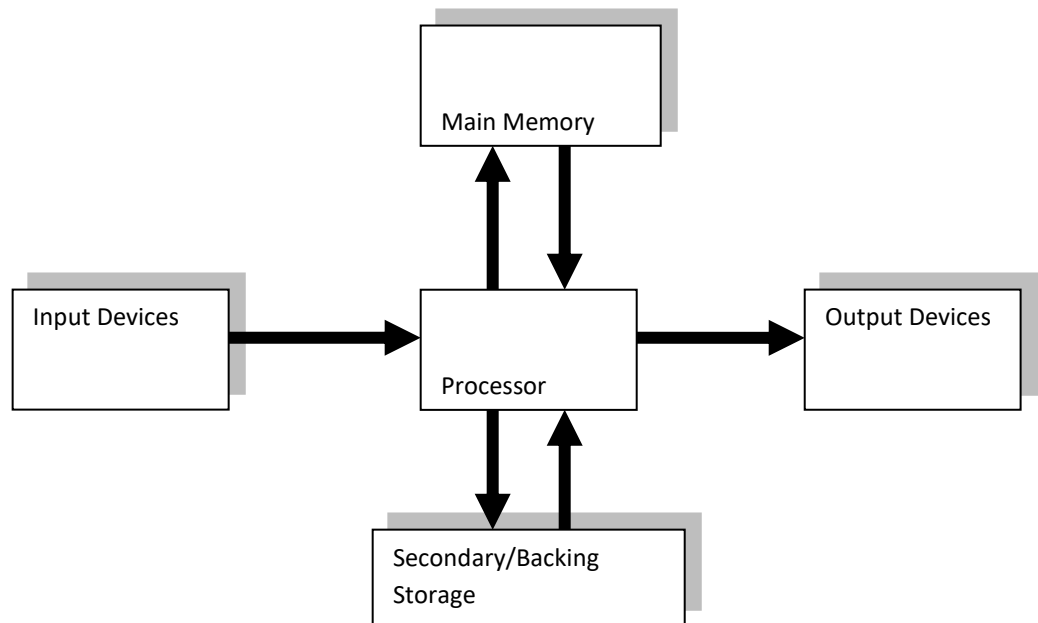 Main Memory
Input Devices
Output Devices
Processor
Secondary/Backing
Storage